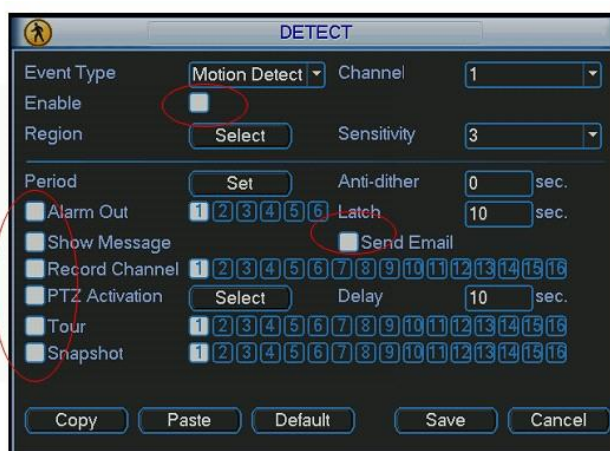 DETECT
Event Type Motion Detect Channel 1
Enable
Region Select Sensitivity 3
Period Set Anti-dither 0 sec.
Alarm Out 1 2 3 4 5 6 Latch 10 sec.
Show Message Send Email
Record Channel 1 2 3 4 5 6 7 8 9 10 11 12 13 14 15 16
PTZ Activation Select Delay 10 sec.
Tour 1 2 3 4 5 6 7 8 9 10 11 12 13 14 15 16
Snapshot 1 2 3 4 5 6 7 8 9 10 11 12 13 14 15 16
Copy Paste Default Save Cancel